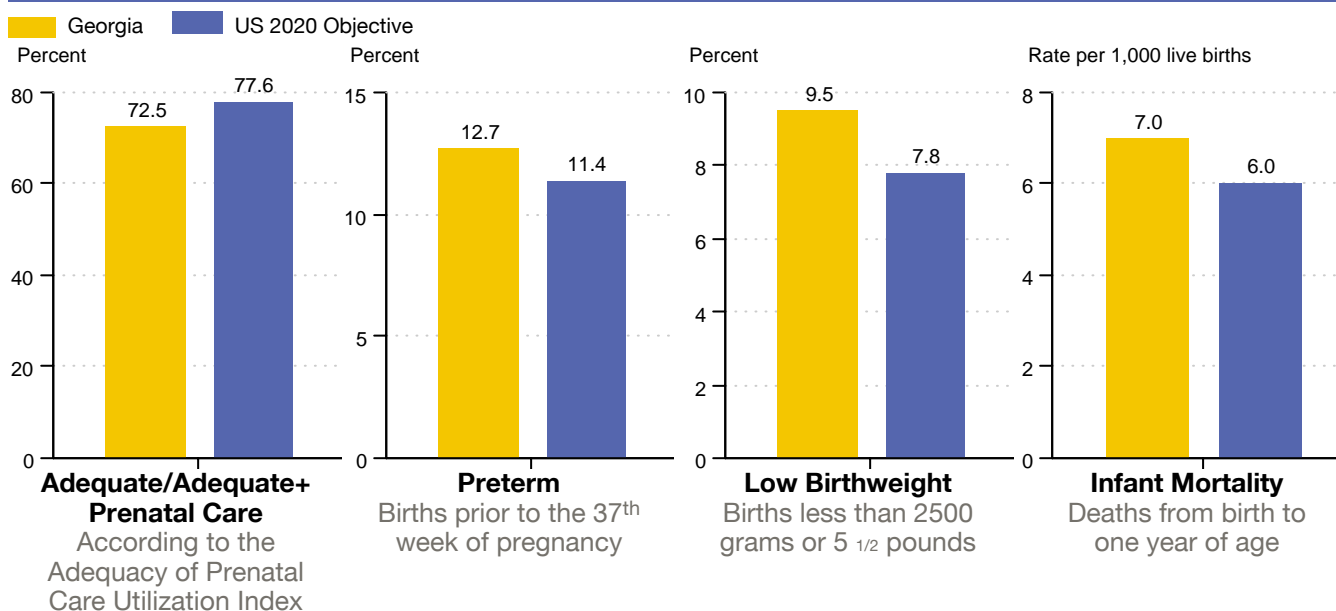 Georgia US 2020 Objective
Percent
80
60
40
20
0
72.5
77.6
Adequate/Adequate+
Prenatal Care
According to the
Adequacy of Prenatal
Care Utilization Index
Percent
15
10
5
0
12.7
11.4
Preterm
Births prior to the 37th
week of pregnancy
Percent
10
8
6
4
2
0
9.5
7.8
Low Birthweight
Births less than 2500
grams or 5 1/2 pounds
Rate per 1,000 live births
8
6
4
2
0
7.0
6.0
Infant Mortality
Deaths from birth to
one year of age